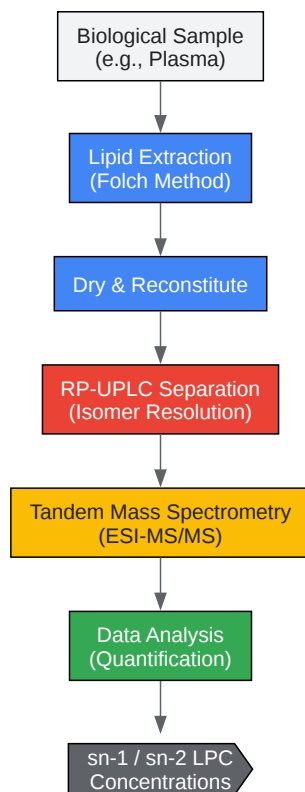 Biological Sample
(e.g., Plasma)
Lipid Extraction
(Folch Method)
Dry & Reconstitute
RP-UPLC Separation
(Isomer Resolution)
Tandem Mass Spectrometry
(ESI-MS/MS)
Data Analysis
(Quantification)
sn-1 / sn-2 LPC
Concentrations